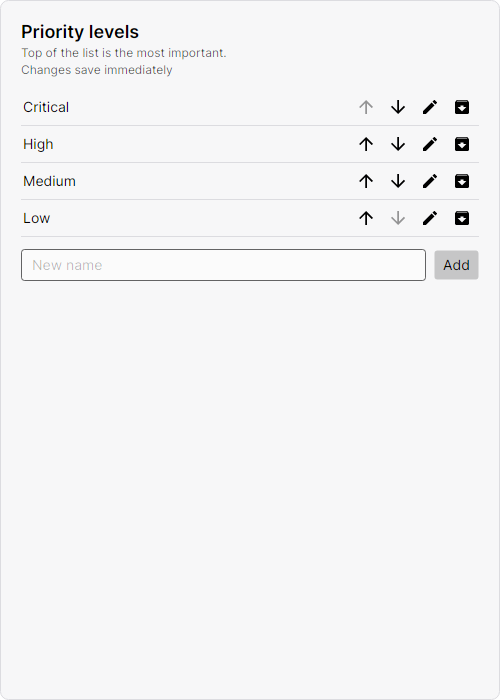 Priority levels
Top of the list is the most important.
Changes save immediately
Critical
High
Medium
Low
New name
Add